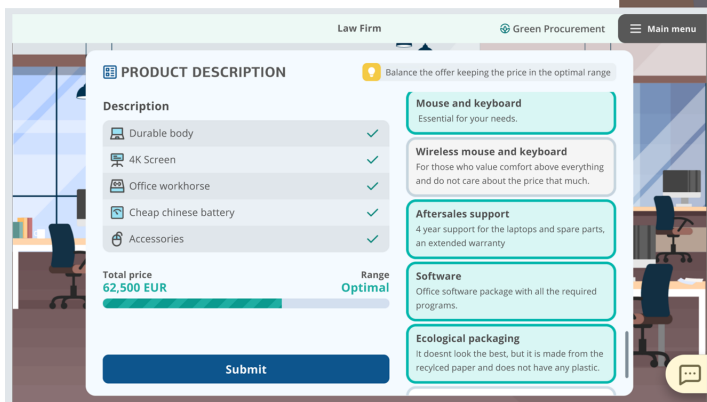 Law Firm
Green Procurement
Main menu
PRODUCT DESCRIPTION
Balance the offer keeping the price in the optimal range
Description
Durable body
4K Screen
Office workhorse
Cheap chinese battery
Accessories
Total price
62,500 EUR
Range
Optimal
Submit
Mouse and keyboard
Essential for your needs.
Wireless mouse and keyboard
For those who value comfort above everything
and do not care about the price that much.
Aftersales support
4 year support for the laptops and spare parts,
an extended warranty
Software
Office software package with all the required
programs.
Ecological packaging
It doesnt look the best, but it is made from the
recylced paper and does not have any plastic.